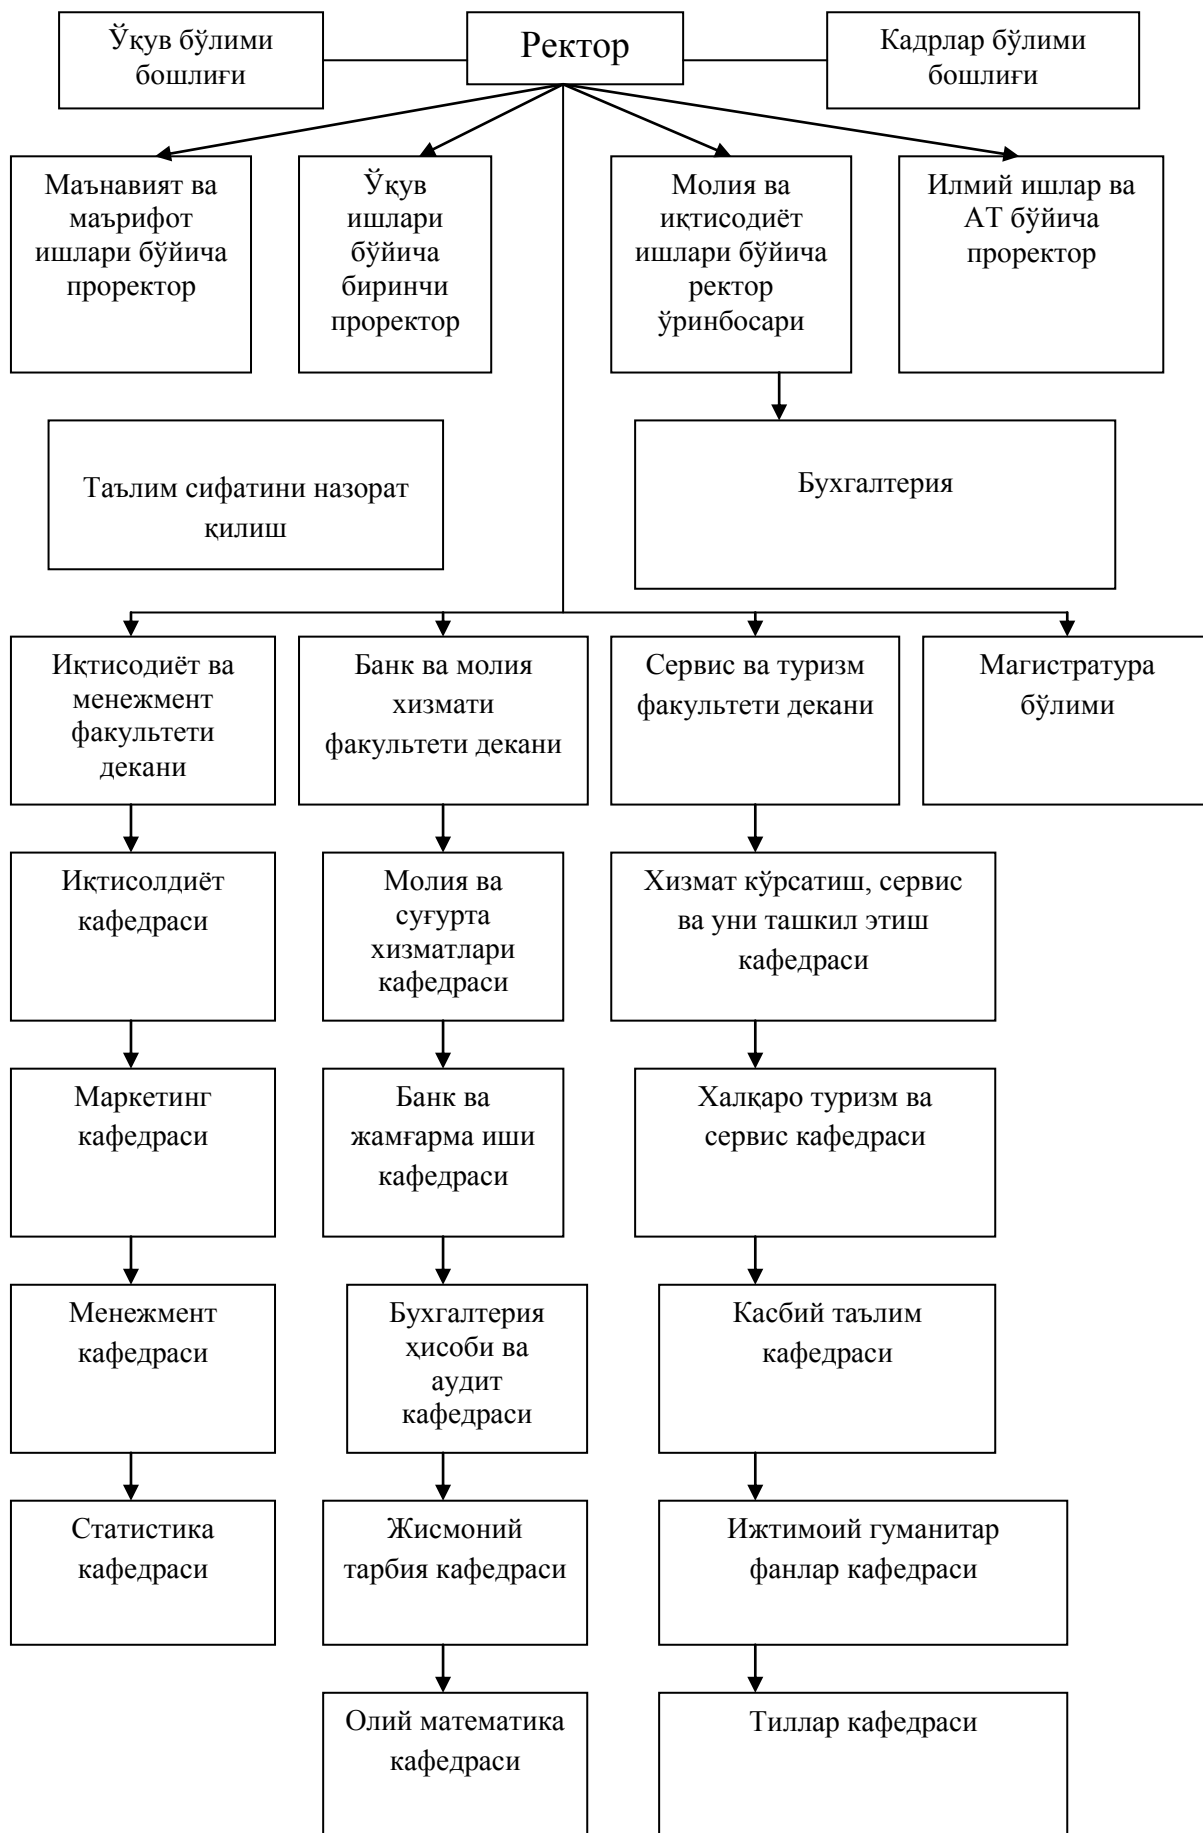 Ўқув бўлими
бошлиғи
Ректор
Кадрлар бўлими
бошлиғи
Маънавият ва
маърифот
ишлари бўйича
проректор
Ўқув
ишлари
бўйича
биринчи
проректор
Молия ва
иқтисодиёт
ишлари бўйича
ректор
ўринбосари
Илмий ишлар ва
АТ бўйича
проректор
Таълим сифатини назорат
қилиш
Бухгалтерия
Иқтисодиёт ва
менежмент
факультети
декани
Банк ва молия
хизмати
факультети декани
Сервис ва туризм
факультети декани
Магистратура
бўлими
Иқтисолдиёт
кафедраси
Молия ва
суғурта
хизматлари
кафедраси
Хизмат кўрсатиш, сервис
ва уни ташкил этиш
кафедраси
Маркетинг
кафедраси
Банк ва
жамғарма иши
кафедраси
Халқаро туризм ва
сервис кафедраси
Менежмент
кафедраси
Бухгалтерия
ҳисоби ва
аудит
кафедраси
Касбий таълим
кафедраси
Статистика
кафедраси
Жисмоний
тарбия кафедраси
Ижтимоий гуманитар
фанлар кафедраси
Олий математика
кафедраси
Тиллар кафедраси